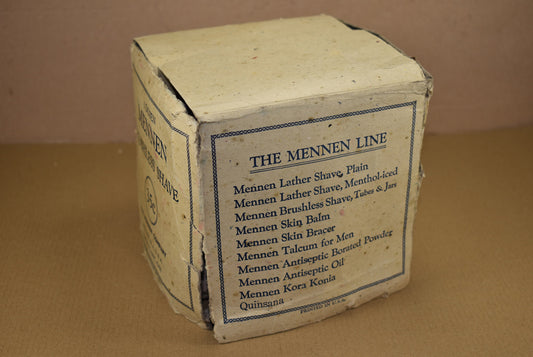 MENNEN
SHAVE
THE MENNEN LINE
Mennen Lather Shave, Plain
Mennen Lather Shave, Menthol-iced
Mennen Brushless Shave, Tubes & Jars
Mennen Skin Balm
Mennen Skin Bracer
Mennen Talcum for Men
Mennen Antiseptic Borated Powder
Mennen Antiseptic Oil
Mennen Kora Konia
Quinsana
PRINTED IN U.S.A.